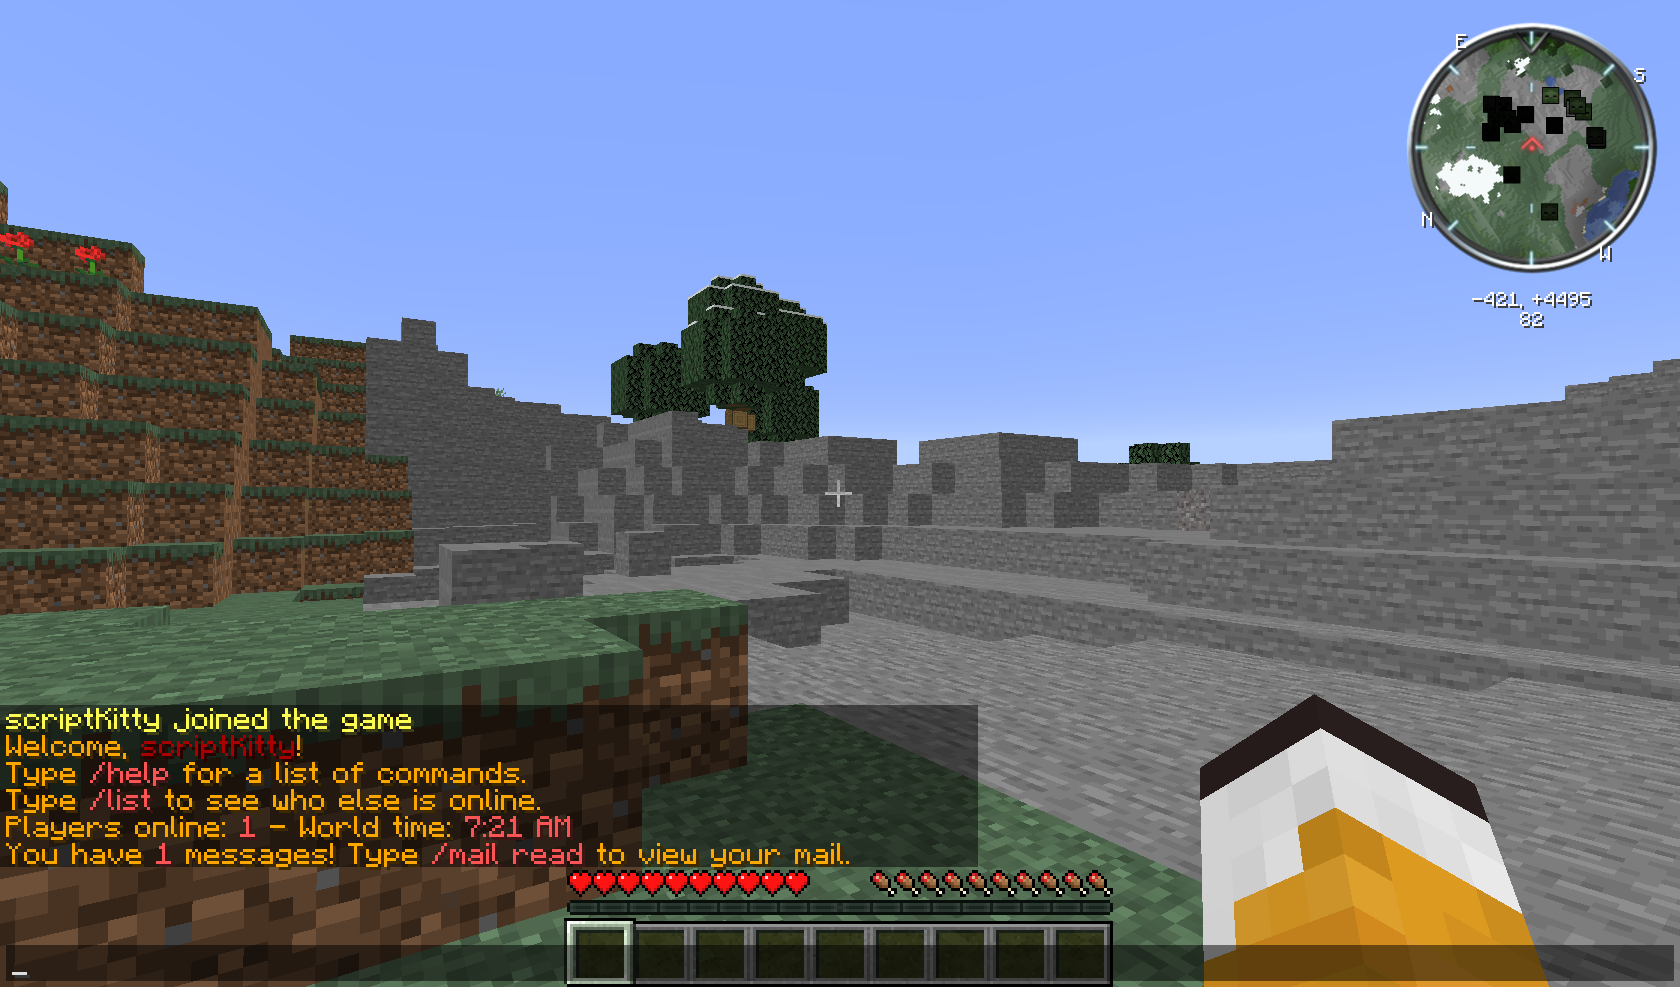 E
S
N
W
-421, +4495
82
scriptKitty joined the game
Welcome, scriptKitty!
Type /help for a list of commands.
Type /list to see who else is online.
Players online: 1 - World time: 7:21 AM
You have 1 messages! Type /mail read to view your mail.
_